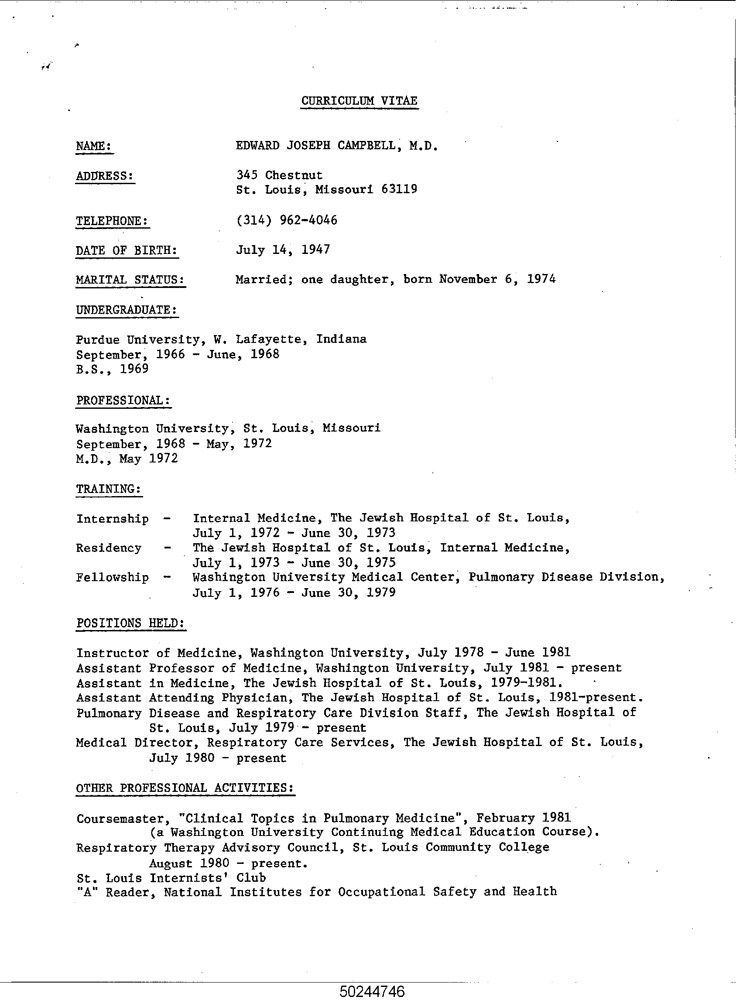 CURRICULUM VITAE
NAME: EDWARD JOSEPH CAMPBELL, M.D.
ADDRESS: 345 Chestnut
St. Louis, Missouri 63119
TELEPHONE: (314) 962-4046
DATE OF BIRTH: July 14, 1947
MARITAL STATUS: Married; one daughter, born November 6, 1974
UNDERGRADUATE:
Purdue University, W. Lafayette, Indiana
September, 1966 - June, 1968
B.S., 1969
PROFESSIONAL:
Washington University, St. Louis, Missouri
September, 1968 - May, 1972
M.D., May 1972
TRAINING:
Internship - Internal Medicine, The Jewish Hospital of St. Louis,
July 1, 1972 - June 30, 1973
Residency - The Jewish Hospital of St. Louis, Internal Medicine,
July 1, 1973 - June 30, 1975
Fellowship - Washington University Medical Center, Pulmonary Disease Division,
July 1, 1976 - June 30, 1979
POSITIONS HELD:
Instructor of Medicine, Washington University, July 1978 - June 1981
Assistant Professor of Medicine, Washington University, July 1981 - present
Assistant in Medicine, The Jewish Hospital of St. Louis, 1979-1981.
Assistant Attending Physician, The Jewish Hospital of St. Louis, 1981-present.
Pulmonary Disease and Respiratory Care Division Staff, The Jewish Hospital of
St. Louis, July 1979 - present
Medical Director, Respiratory Care Services, The Jewish Hospital of St. Louis,
July 1980 - present
OTHER PROFESSIONAL ACTIVITIES:
Coursemaster, "Clinical Topics in Pulmonary Medicine", February 1981
(a Washington University Continuing Medical Education Course).
Respiratory Therapy Advisory Council, St. Louis Community College
August 1980 - present.
St. Louis Internists' Club
"A" Reader, National Institutes for Occupational Safety and Health
50244746